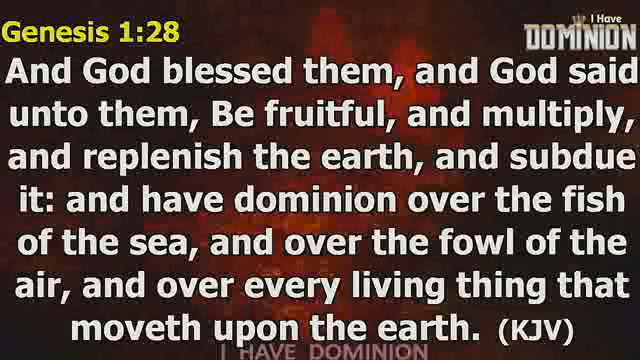 Genesis 1:28
I Have
DOMINION
And God blessed them, and God said
unto them, Be fruitful, and multiply,
and replenish the earth, and subdue
it: and have dominion over the fish
of the sea, and over the fowl of the
air, and over every living thing that
moveth upon the earth. (KJV)
I HAVE DOMINION